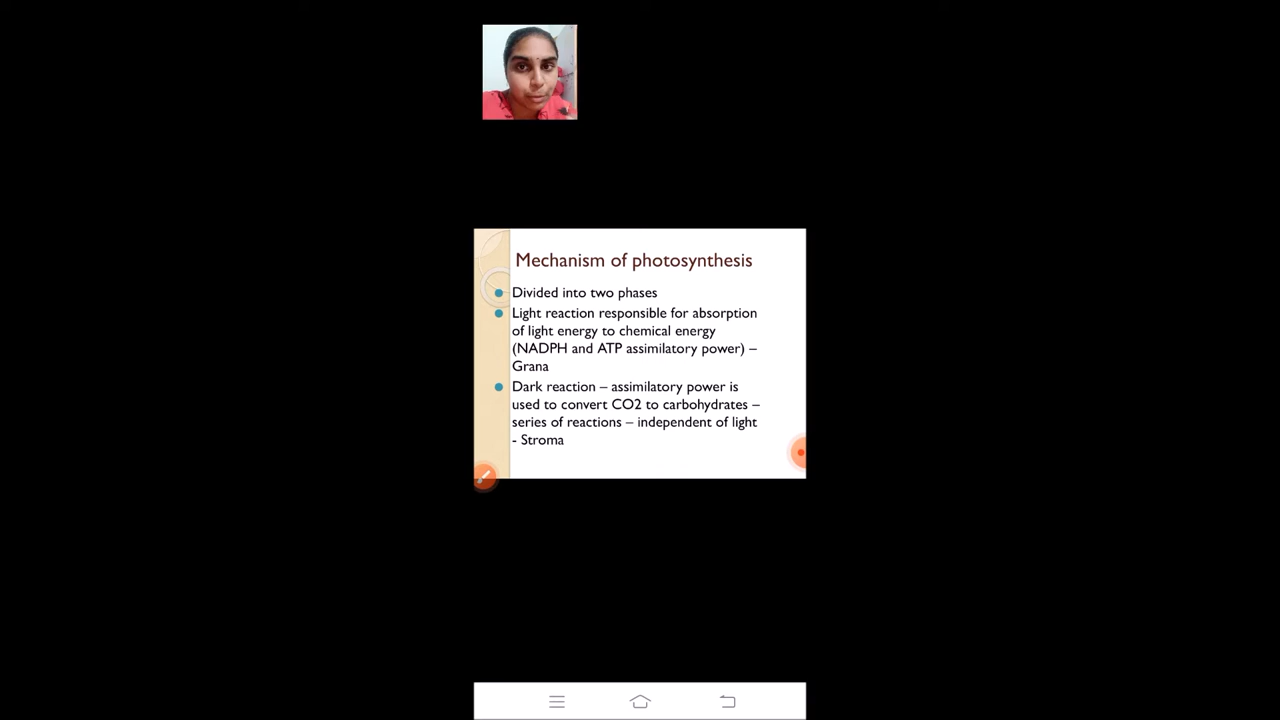 Mechanism of photosynthesis
Divided into two phases
Light reaction responsible for absorption
of light energy to chemical energy
(NADPH and ATP assimilatory power) –
Grana
Dark reaction – assimilatory power is
used to convert CO2 to carbohydrates –
series of reactions – independent of light
- Stroma